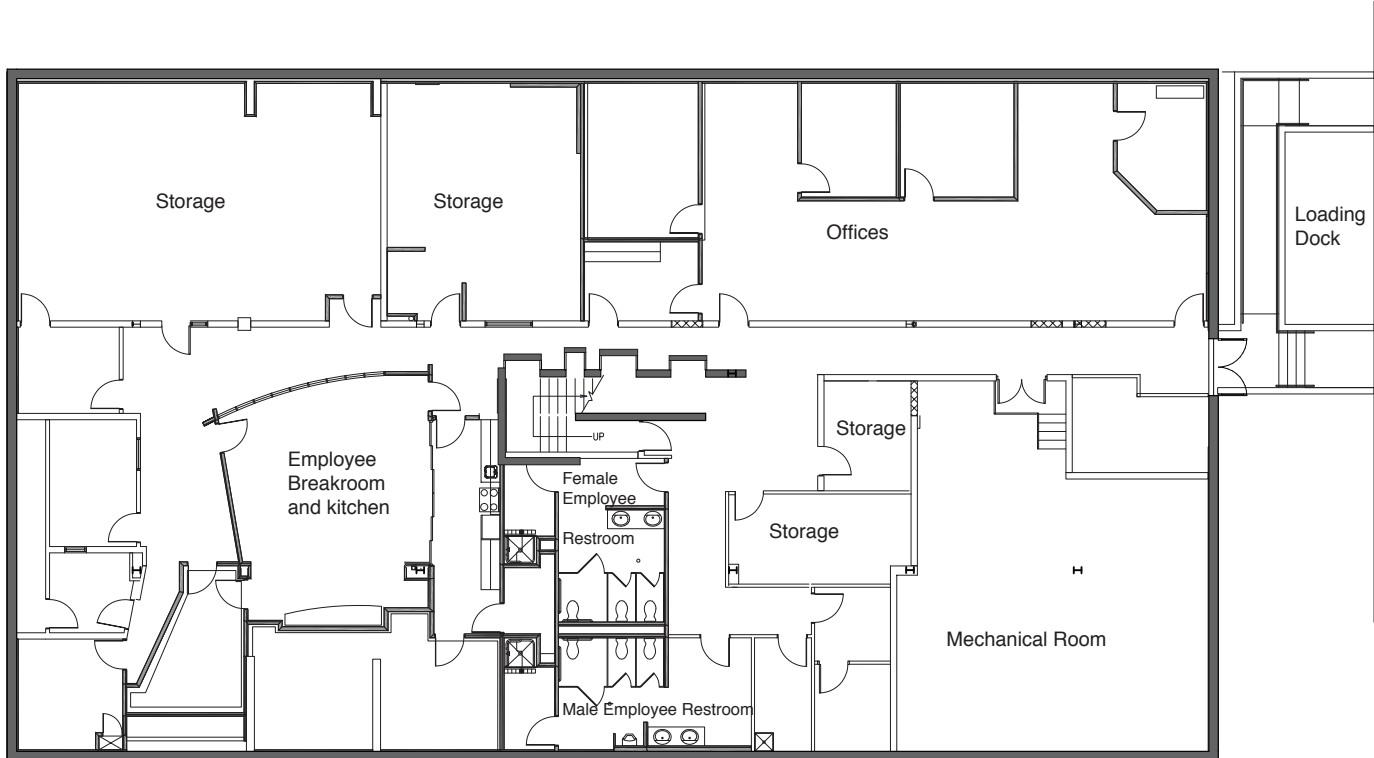 Storage
Storage
Offices
Loading
Dock
Storage
UP
Employee
Breakroom
and kitchen
Female
Employee
Restroom
Storage
Mechanical Room
Male Employee Restroom